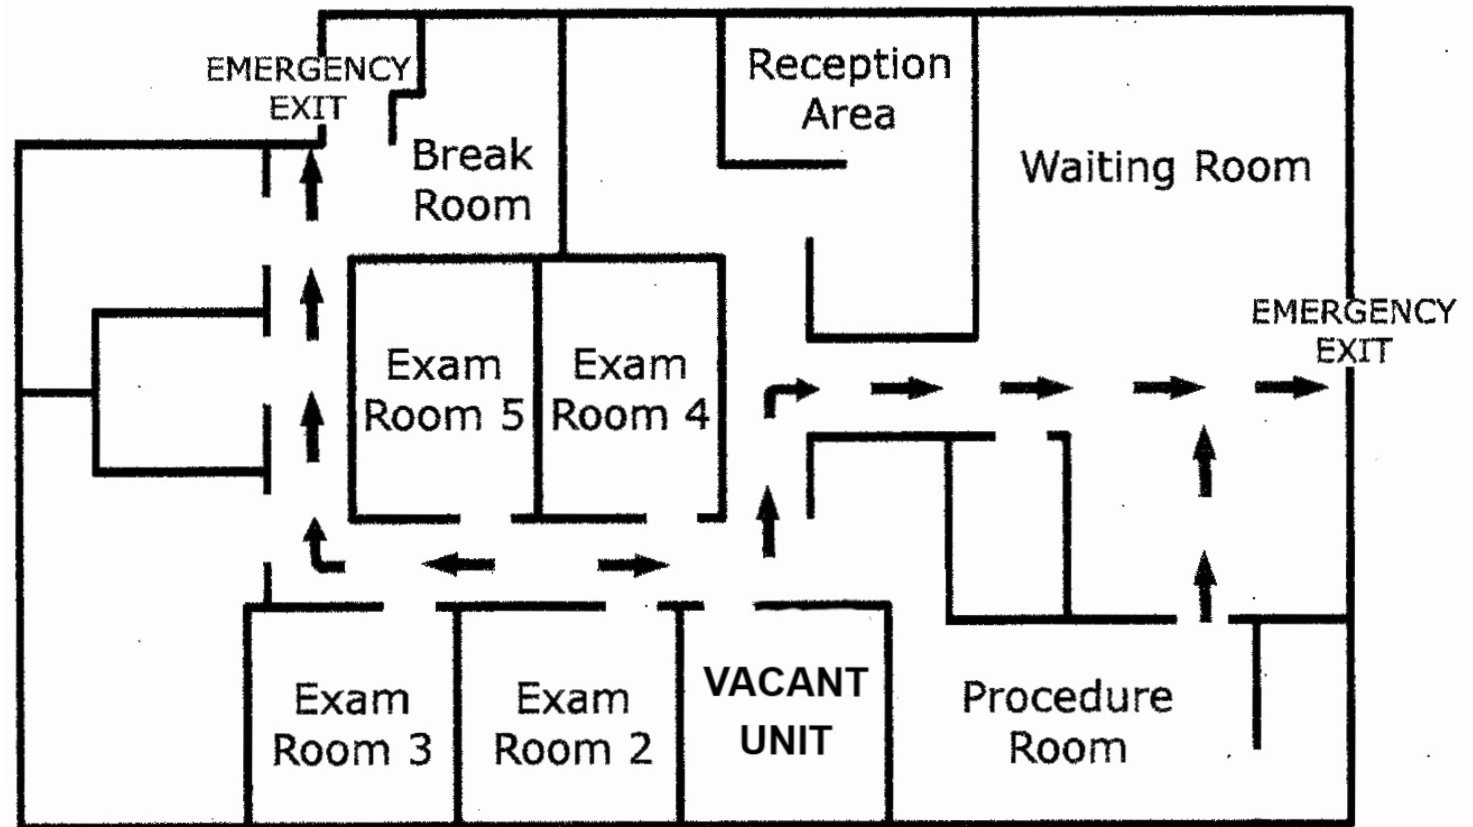 EMERGENCY
EXIT
Break
Room
Reception
Area
Waiting Room
EMERGENCY
EXIT
Exam
Room 5
Exam
Room 4
Exam
Room 3
Exam
Room 2
VACANT
UNIT
Procedure
Room